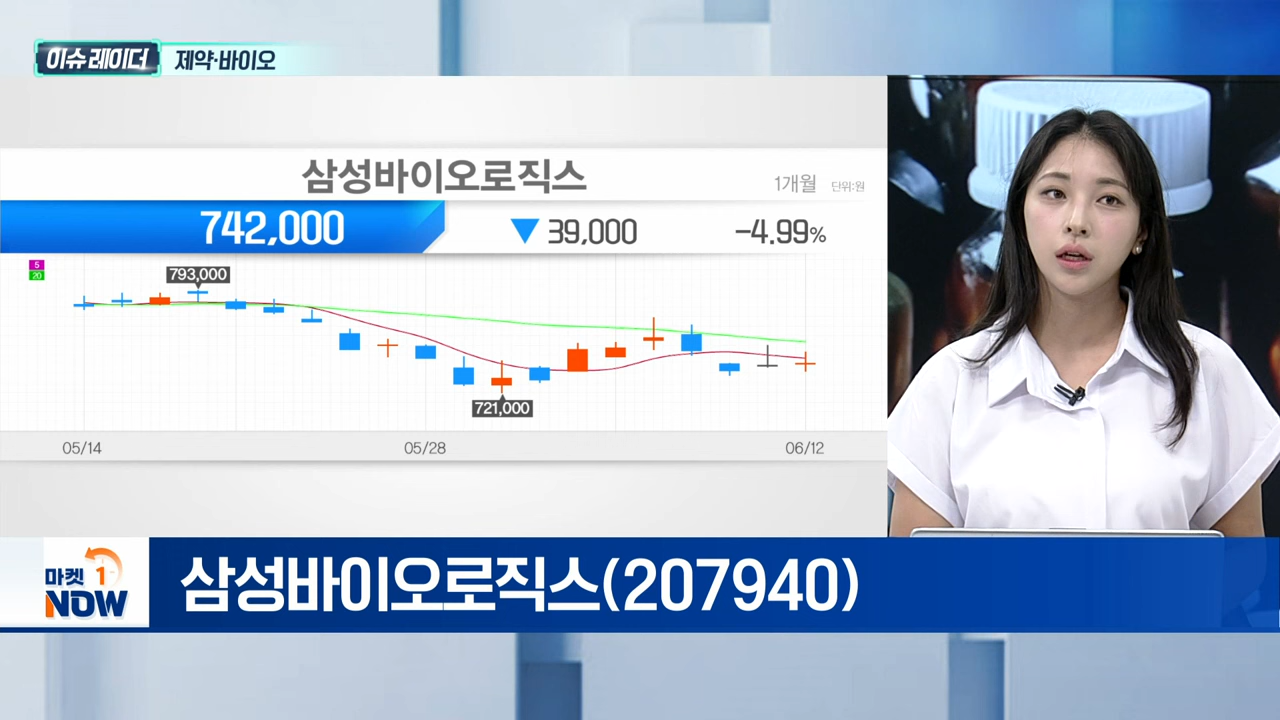 이슈 레이더 제약·바이오
삼성바이오로직스
1개월 단위:원
742,000 ▼ 39,000 -4.99%
5
20
793,000
721,000
05/14 05/28 06/12
마켓 1
NOW
삼성바이오로직스(207940)